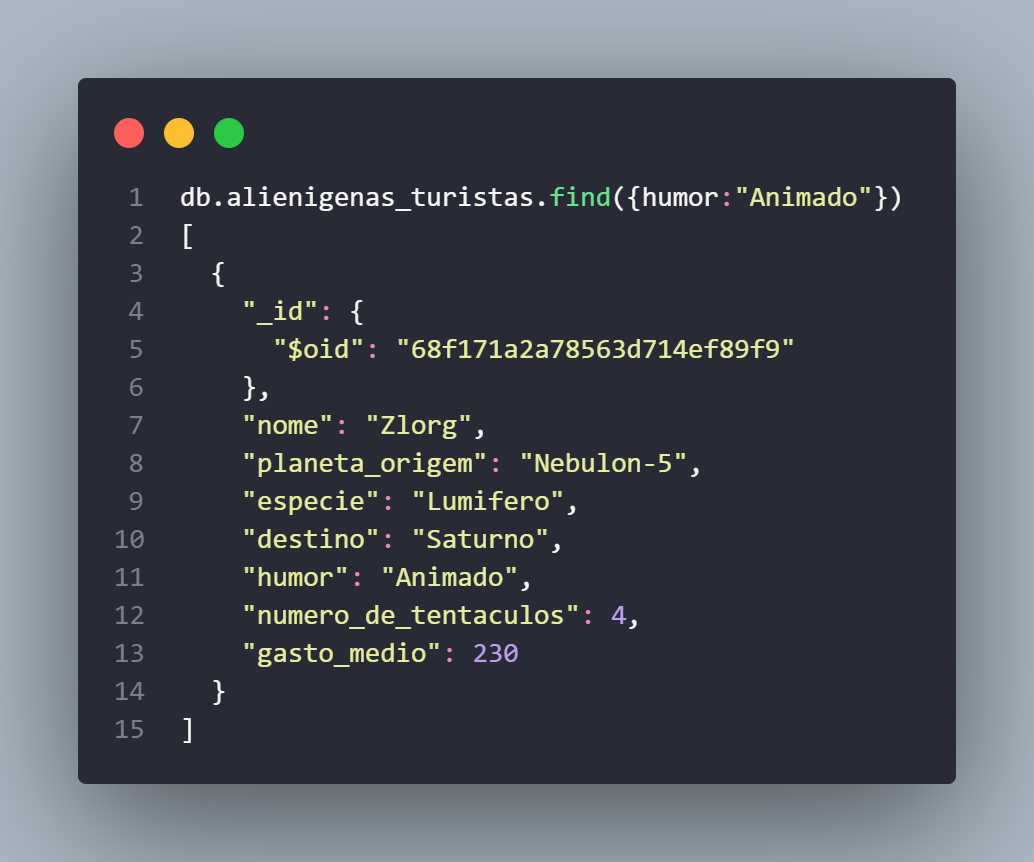 1 db.alienigenas_turistas.find({humor:"Animado"})
2 [
3   {
4     "_id": {
5       "$oid": "68f171a2a78563d714ef89f9"
6     },
7     "nome": "Zlorg",
8     "planeta_origem": "Nebulon-5",
9     "especie": "Lumifero",
10     "destino": "Saturno",
11     "humor": "Animado",
12     "numero_de_tentaculos": 4,
13     "gasto_medio": 230
14   }
15 ]